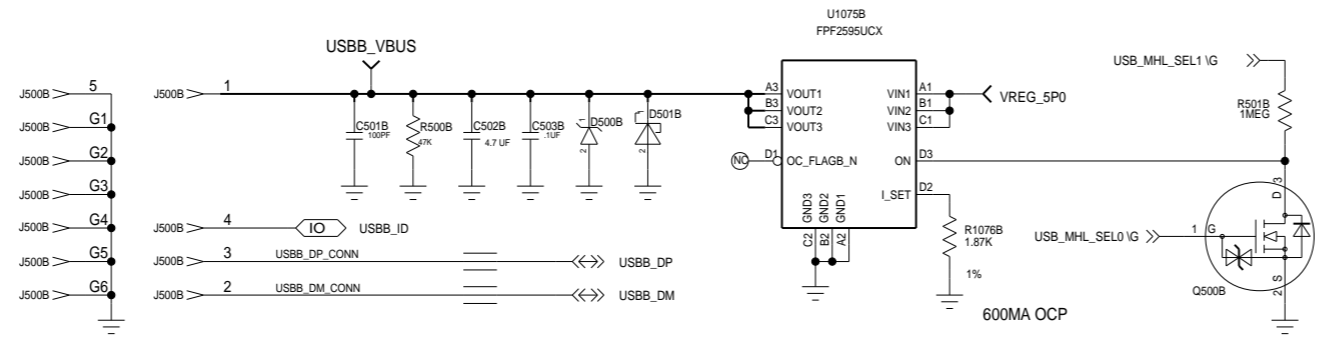 U1075B
FPF2595UCX
USBB_VBUS
USB_MHL_SEL1 \G
J500B 5
J500B 1
A3 VOUT1
VIN1 A1
VREG_5P0
B3 VOUT2
VIN2 B1
C3 VOUT3
VIN3 C1
R501B
1MEG
J500B G1
C501B
100PF
R500B
47K
C502B
4.7 UF
C503B
.1UF
1
D500B
2
1
D501B
2
J500B G2
NC
D1 OC_FLAGB_N
ON D3
J500B G3
I_SET D2
D 3
GND3
GND2
GND1
C2
B2
A2
J500B G4
J500B 4
IO
USBB_ID
R1076B
1.87K
1%
USB_MHL_SEL0 \G
1 G
J500B G5
J500B 3
USBB_DP_CONN
USBB_DP
J500B G6
J500B 2
USBB_DM_CONN
USBB_DM
Q500B
2 S
600MA OCP